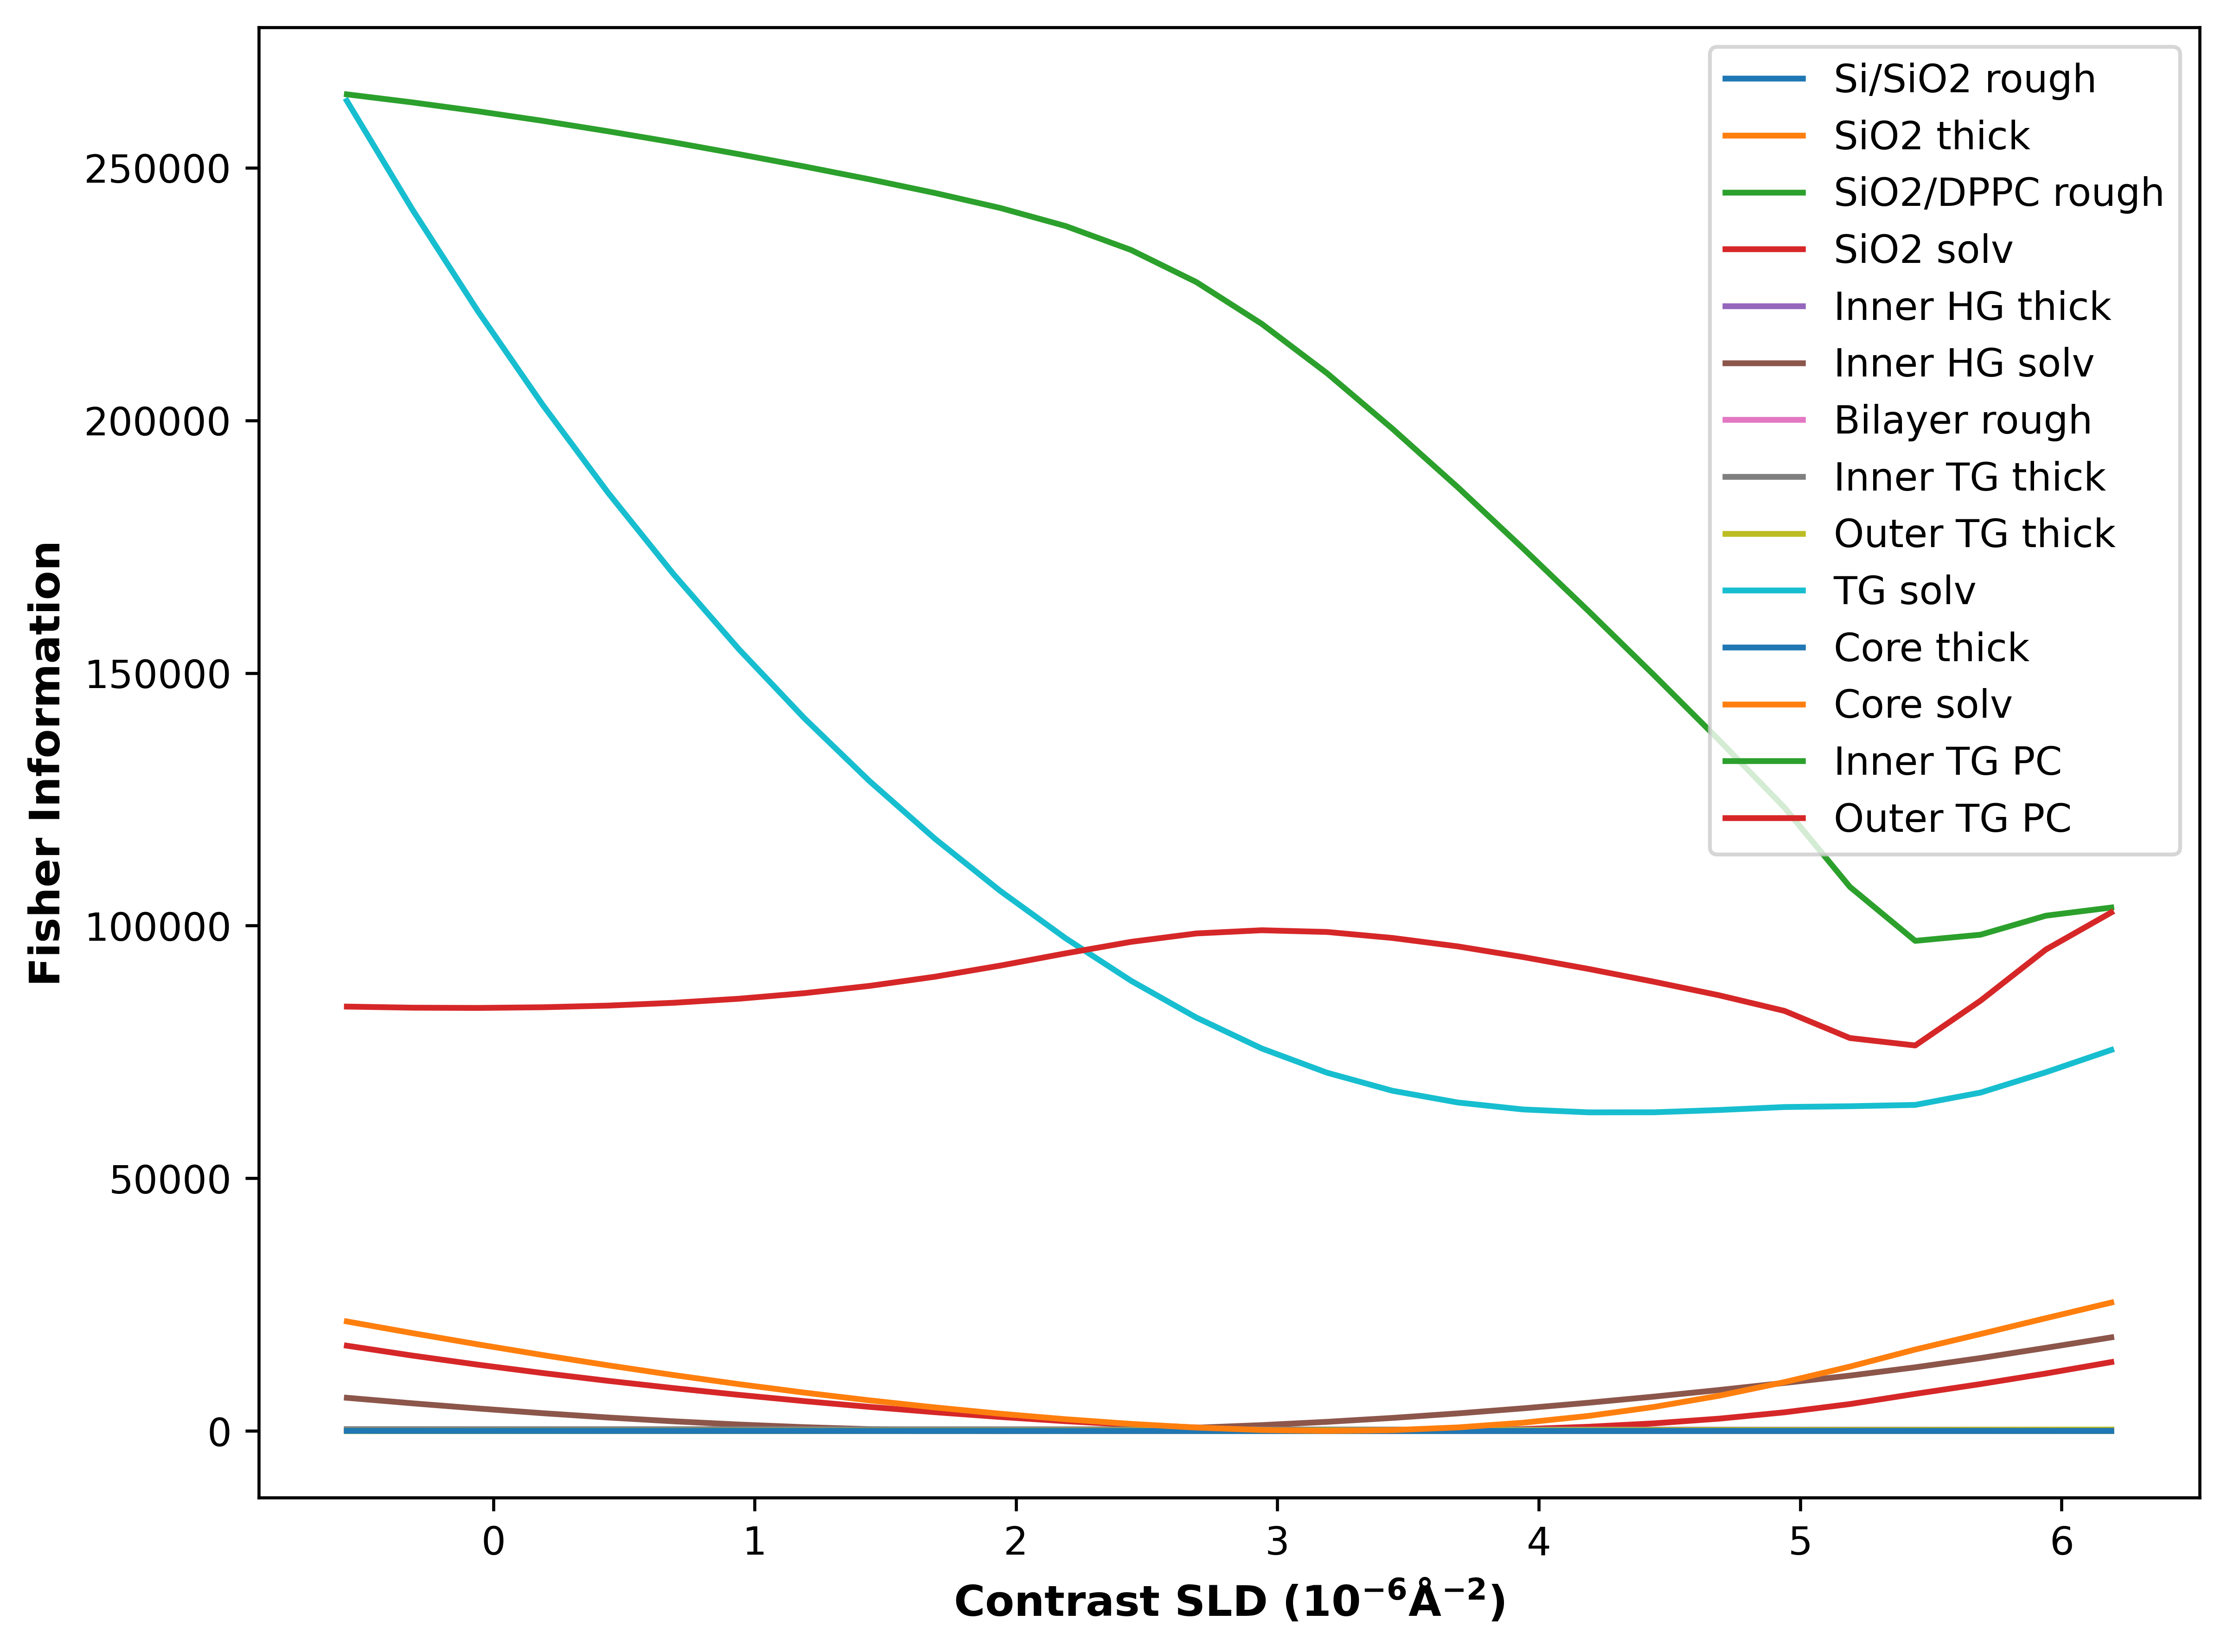 Si/SiO2 rough
SiO2 thick
SiO2/DPPC rough
SiO2 solv
Inner HG thick
Inner HG solv
Bilayer rough
Inner TG thick
Outer TG thick
TG solv
Core thick
Core solv
Inner TG PC
Outer TG PC
250000
200000
150000
100000
50000
0
Fisher Information
0 1 2 3 4 5 6
Contrast SLD (10⁻⁶Å⁻²)